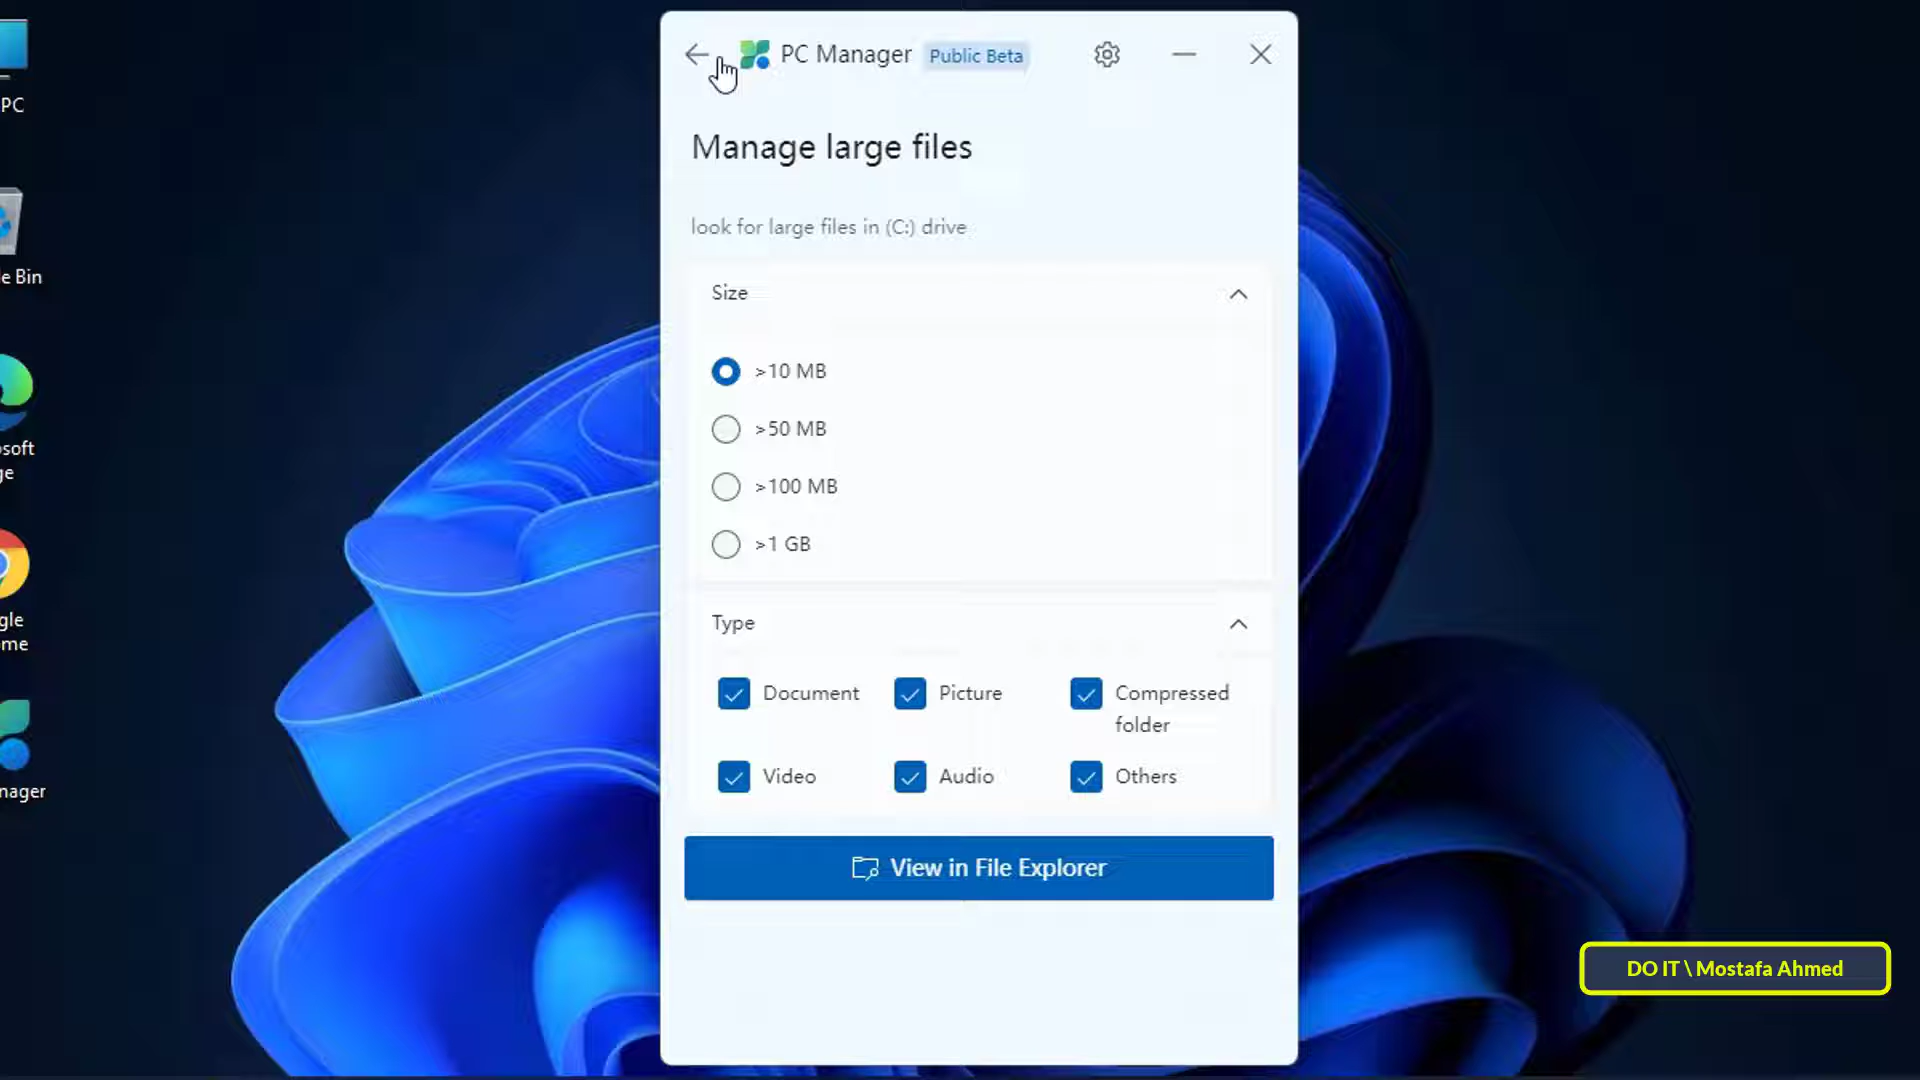 PC
le Bin
soft
ge
gle
me
nager
PC Manager Public Beta
Manage large files
look for large files in (C:) drive
Size
>10 MB
>50 MB
>100 MB
>1 GB
Type
Document Picture Compressed
folder
Video Audio Others
View in File Explorer
DO IT \ Mostafa Ahmed